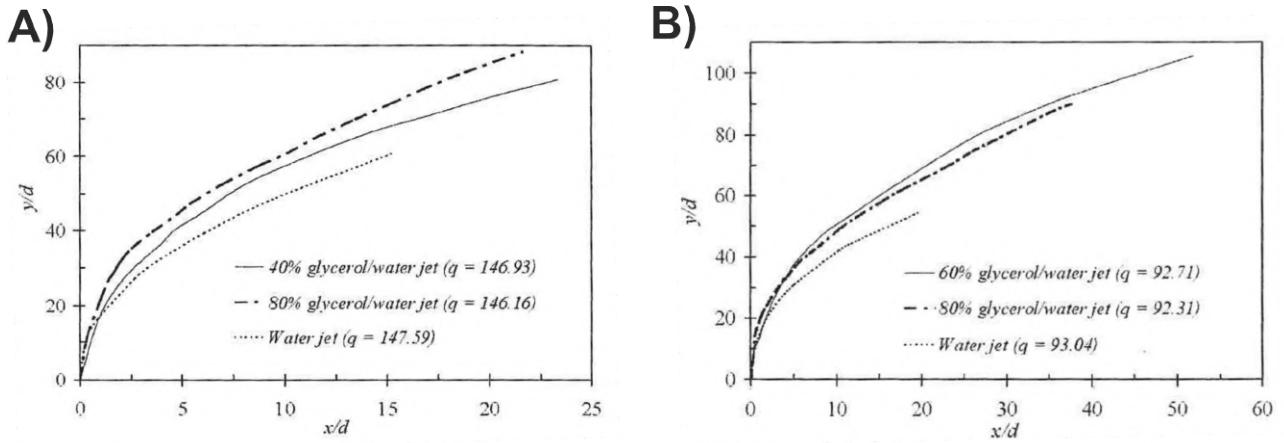 A)
80
60
40
20
0
y/d
0 5 10 15 20 25
x/d
40% glycerol/water jet (q = 146.93)
80% glycerol/water jet (q = 146.16)
Water jet (q = 147.59)
B)
100
80
60
40
20
0
y/d
0 10 20 30 40 50 60
x/d
60% glycerol/water jet (q = 92.71)
80% glycerol/water jet (q = 92.31)
Water jet (q = 93.04)